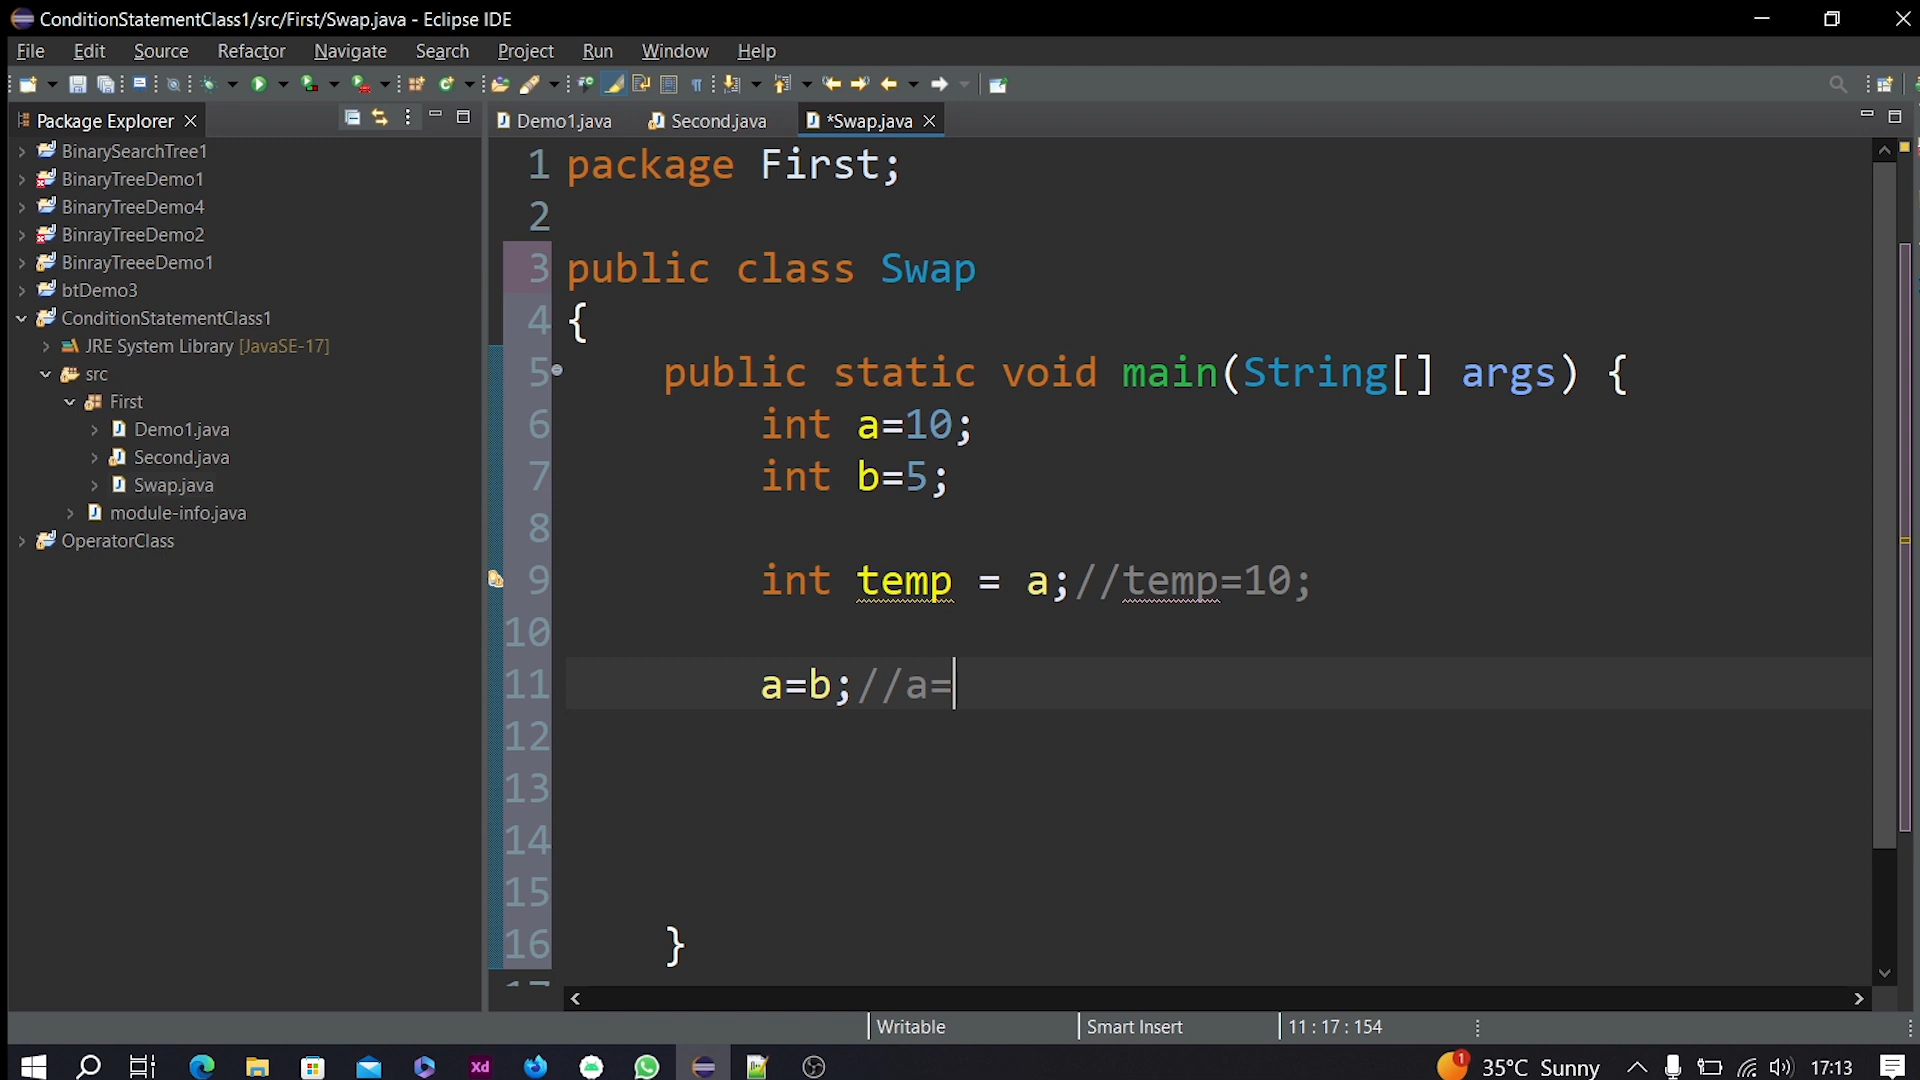 ConditionStatementClass1/src/First/Swap.java - Eclipse IDE
File Edit Source Refactor Navigate Search Project Run Window Help
Package Explorer
Demo1.java Second.java *Swap.java
BinarySearchTree1
BinaryTreeDemo1
BinaryTreeDemo4
BinrayTreeDemo2
BinrayTreeeDemo1
btDemo3
ConditionStatementClass1
JRE System Library [JavaSE-17]
src
First
Demo1.java
Second.java
Swap.java
module-info.java
OperatorClass
1 package First;
2
3 public class Swap
4 {
5 public static void main(String[] args) {
6 int a=10;
7 int b=5;
8
9 int temp = a;//temp=10;
10
11 a=b;//a=
12
13
14
15
16 }
17
Writable Smart Insert 11 : 17 : 154
Xd 1 35°C Sunny 17:13